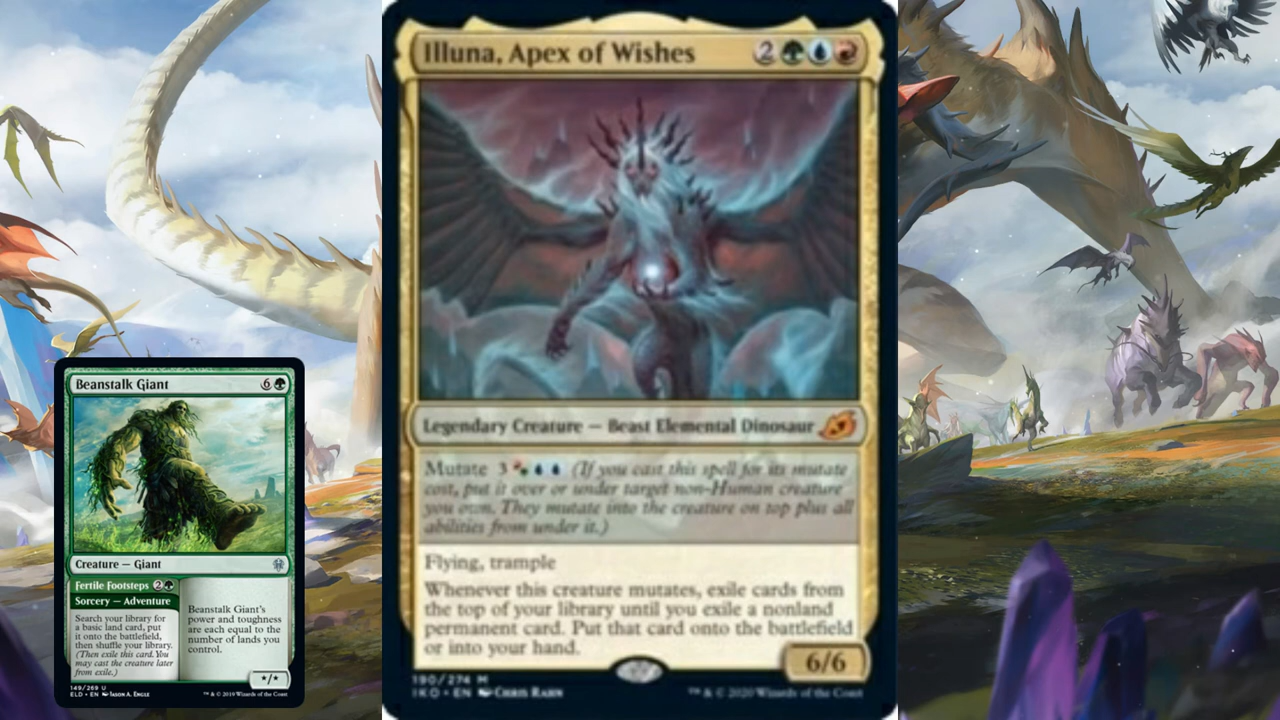 Beanstalk Giant 6
Creature — Giant
Fertile Footsteps 2
Sorcery — Adventure
Search your library for
a basic land card, put
it onto the battlefield,
then shuffle your library.
(Then exile this card. You
may cast the creature later
from exile.)
Beanstalk Giant's
power and toughness
are each equal to the
number of lands you
control.
*/*
149/269 U
ELD • EN Jason A. Engle
™ & © 2019 Wizards of the Coast
Illuna, Apex of Wishes 2
Legendary Creature — Beast Elemental Dinosaur
Mutate 3 (If you cast this spell for its mutate
cost, put it over or under target non-Human creature
you own. They mutate into the creature on top plus all
abilities from under it.)
Flying, trample
Whenever this creature mutates, exile cards from
the top of your library until you exile a nonland
permanent card. Put that card onto the battlefield
or into your hand.
6/6
190/274 M
IKO • EN Chris Rahn
™ & © 2020 Wizards of the Coast